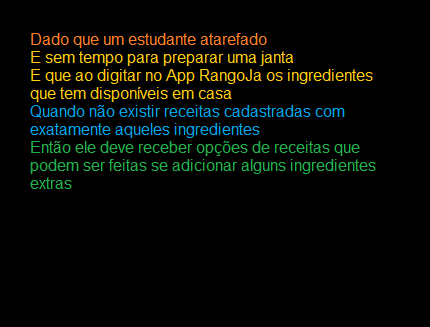 Dado que um estudante atarefado
E sem tempo para preparar uma janta
E que ao digitar no App RangoJa os ingredientes
que tem disponíveis em casa
Quando não existir receitas cadastradas com
exatamente aqueles ingredientes
Então ele deve receber opções de receitas que
podem ser feitas se adicionar alguns ingredientes
extras